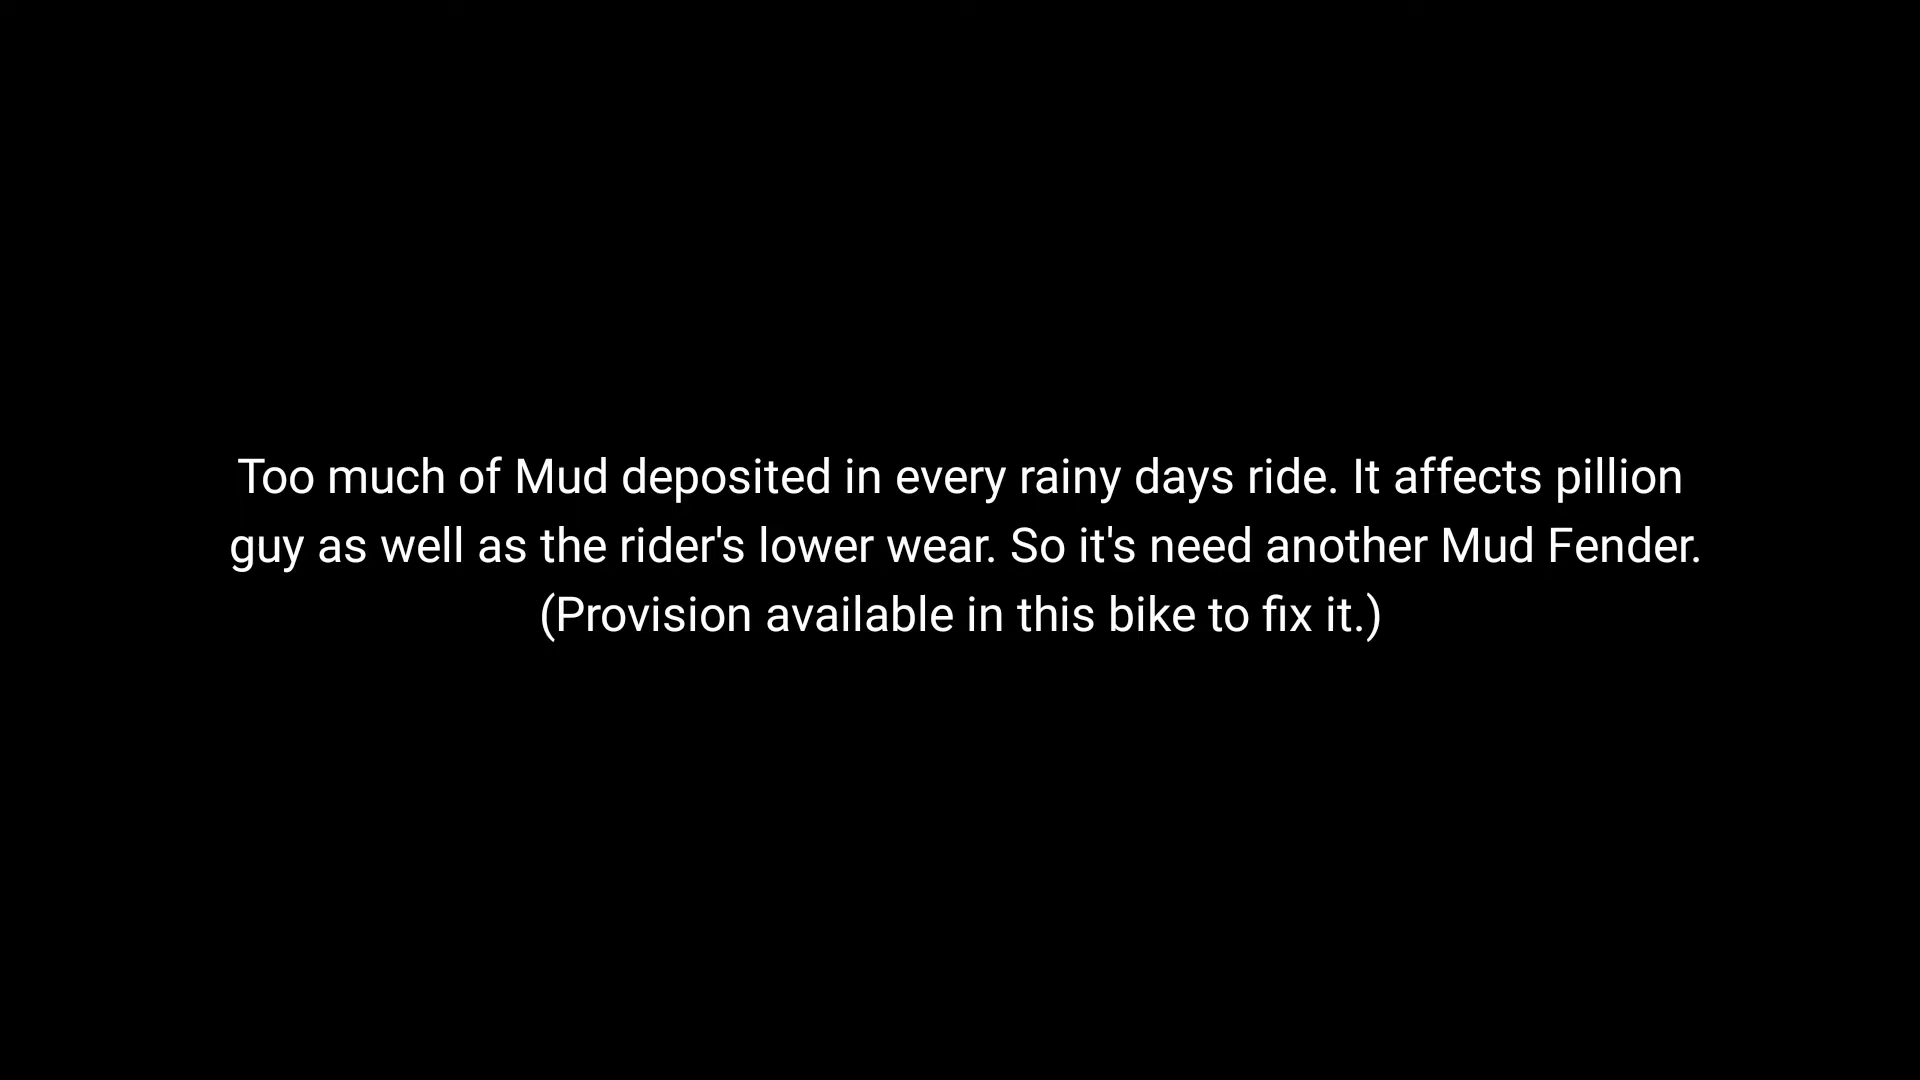 Too much of Mud deposited in every rainy days ride. It affects pillion
guy as well as the rider's lower wear. So it's need another Mud Fender.
(Provision available in this bike to fix it.)